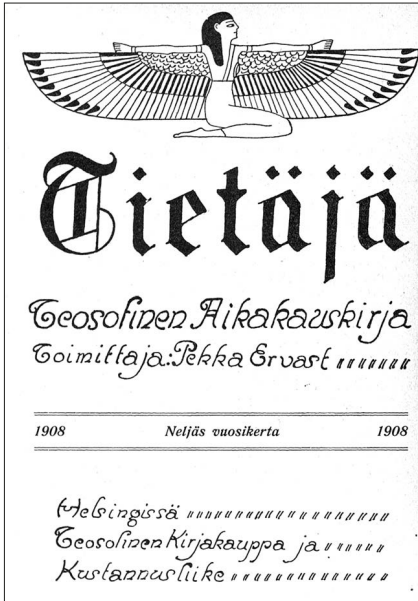 Tietäjä
Teosofinen Aikakauskirja
Toimittaja: Pekka Ervast
1908 Neljäs vuosikerta 1908
Helsingissä
Teosofinen Kirjakauppa ja
Kustannusliike